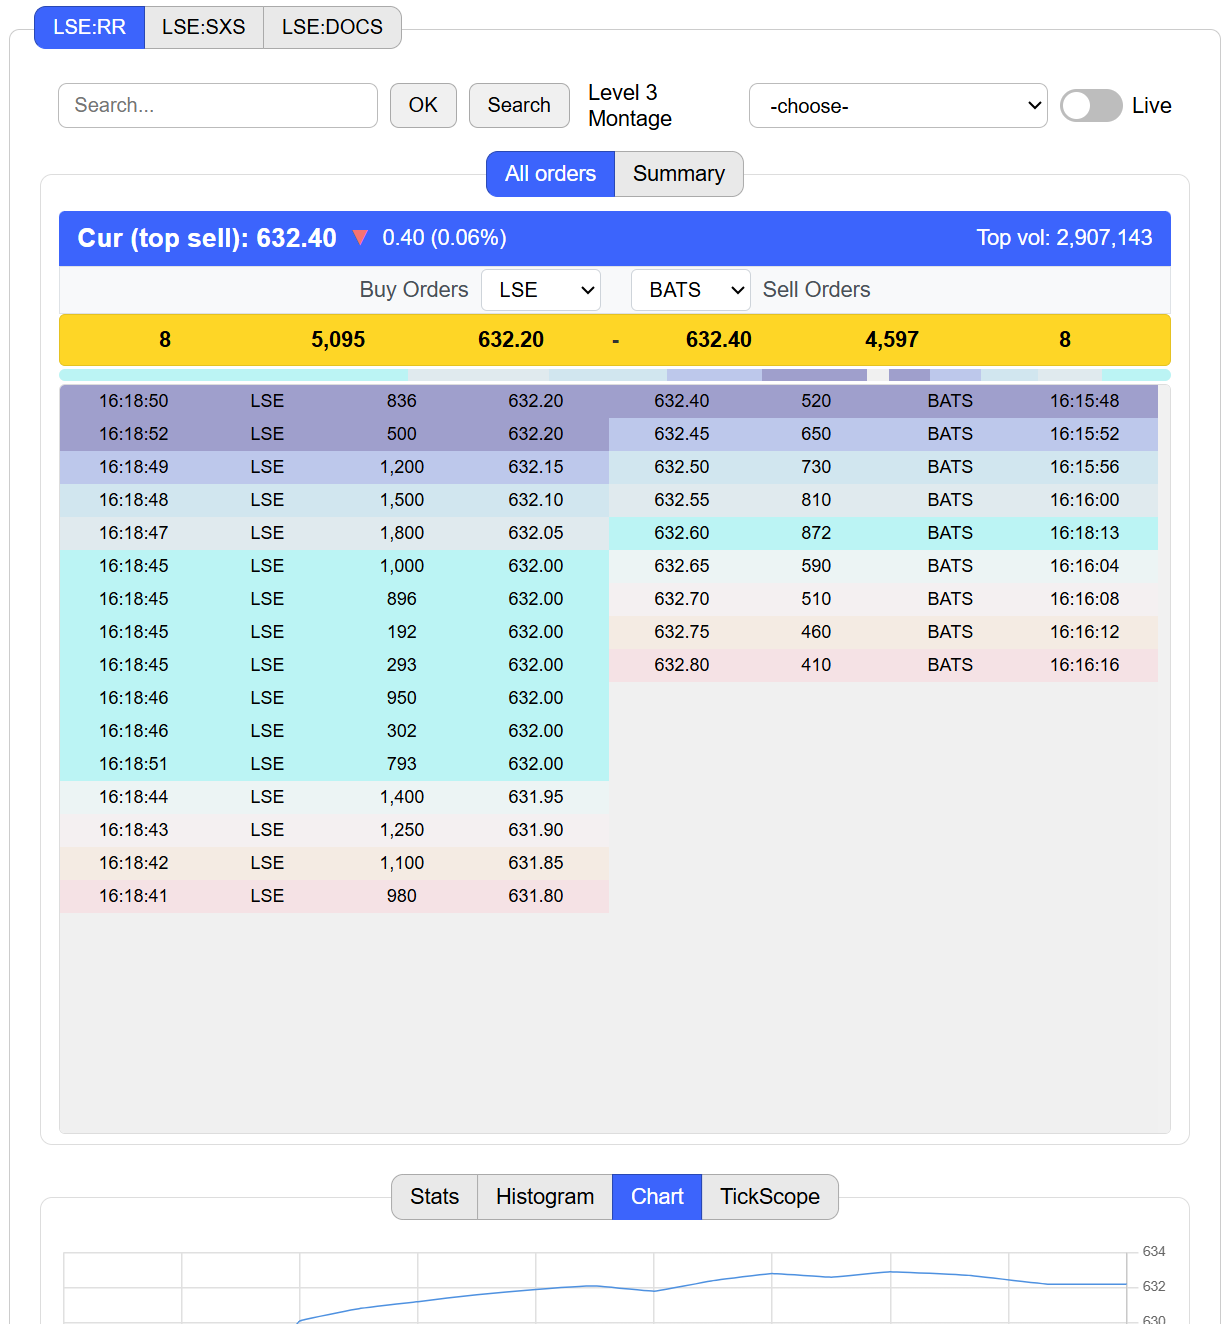 LSE:RR LSE:SXS LSE:DOCS
Search... OK Search Level 3 Montage -choose- Live
All orders Summary
Cur (top sell): 632.40 ▼ 0.40 (0.06%) Top vol: 2,907,143
Buy Orders LSE BATS Sell Orders
8 5,095 632.20 - 632.40 4,597 8
16:18:50 LSE 836 632.20 632.40 520 BATS 16:15:48
16:18:52 LSE 500 632.20 632.45 650 BATS 16:15:52
16:18:49 LSE 1,200 632.15 632.50 730 BATS 16:15:56
16:18:48 LSE 1,500 632.10 632.55 810 BATS 16:16:00
16:18:47 LSE 1,800 632.05 632.60 872 BATS 16:18:13
16:18:45 LSE 1,000 632.00 632.65 590 BATS 16:16:04
16:18:45 LSE 896 632.00 632.70 510 BATS 16:16:08
16:18:45 LSE 192 632.00 632.75 460 BATS 16:16:12
16:18:45 LSE 293 632.00 632.80 410 BATS 16:16:16
16:18:46 LSE 950 632.00
16:18:46 LSE 302 632.00
16:18:51 LSE 793 632.00
16:18:44 LSE 1,400 631.95
16:18:43 LSE 1,250 631.90
16:18:42 LSE 1,100 631.85
16:18:41 LSE 980 631.80
Stats Histogram Chart TickScope
634
632
630